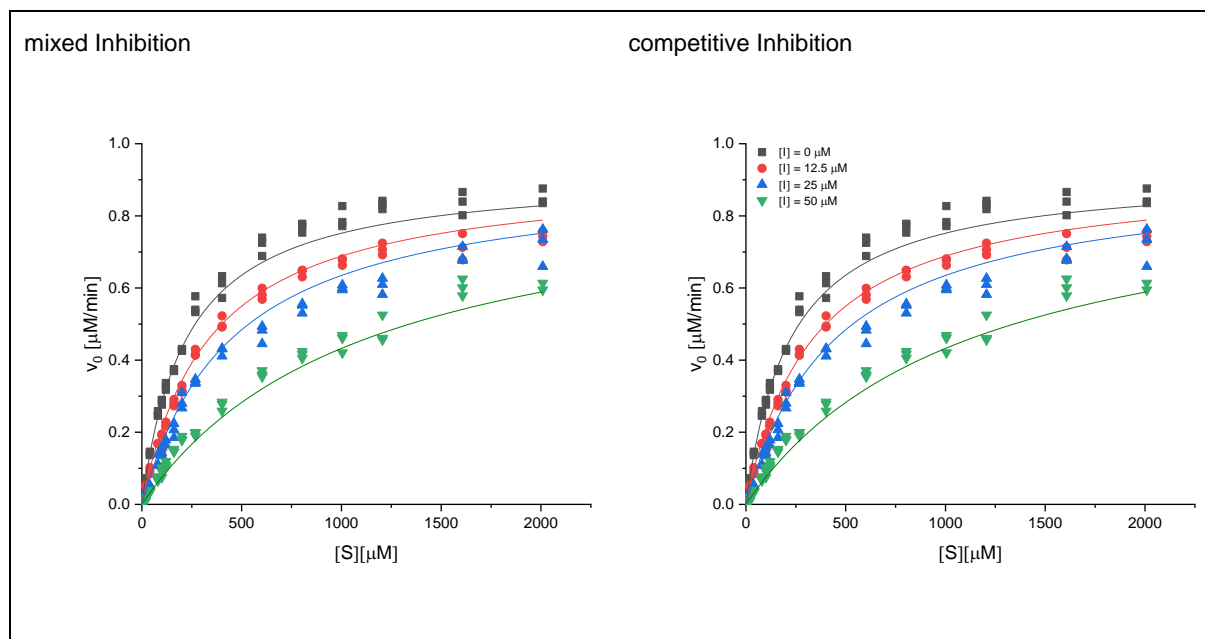 mixed Inhibition
1.0
0.8
0.6
0.4
0.2
0.0
0
500
1000
1500
2000
v0 [μM/min]
[S][μM]
competitive Inhibition
[I] = 0 μM
[I] = 12.5 μM
[I] = 25 μM
[I] = 50 μM
1.0
0.8
0.6
0.4
0.2
0.0
0
500
1000
1500
2000
v0 [μM/min]
[S][μM]